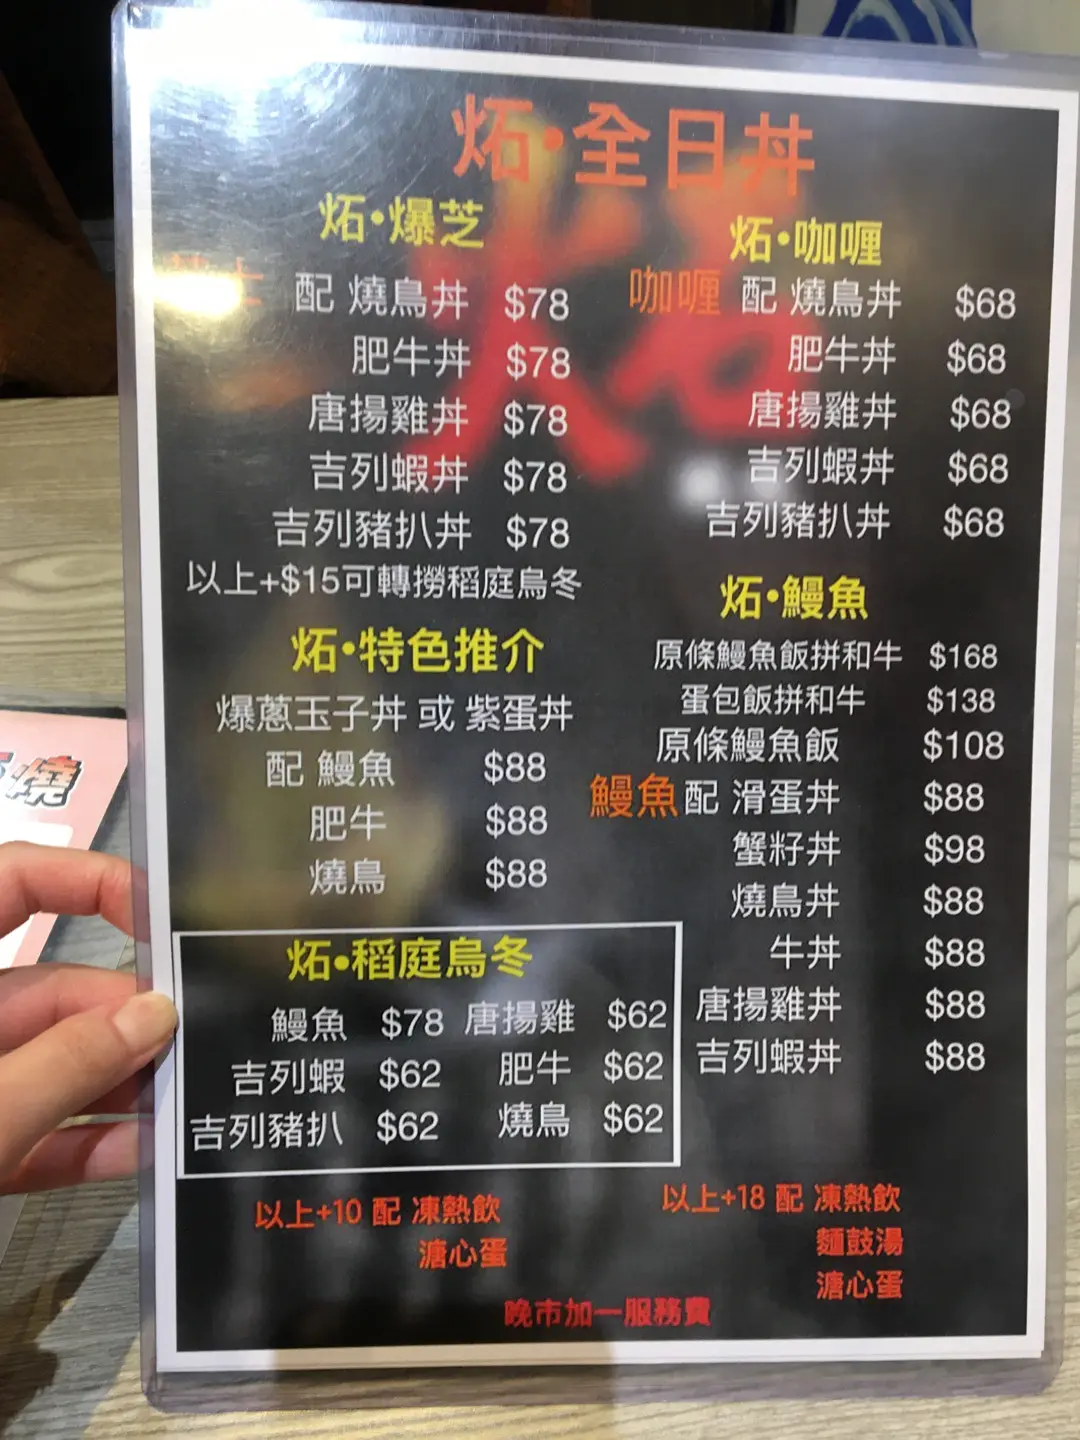 炻•全日丼
炻•爆芝
芝士 配 燒鳥丼 $78
肥牛丼 $78
唐揚雞丼 $78
吉列蝦丼 $78
吉列豬扒丼 $78
以上+$15可轉撈稻庭烏冬
炻•特色推介
爆蔥玉子丼 或 紫蛋丼
配 鰻魚 $88
肥牛 $88
燒鳥 $88
炻•稻庭烏冬
鰻魚 $78 唐揚雞 $62
吉列蝦 $62 肥牛 $62
吉列豬扒 $62 燒鳥 $62
以上+10 配 凍熱飲
溏心蛋
炻•咖喱
咖喱 配 燒鳥丼 $68
肥牛丼 $68
唐揚雞丼 $68
吉列蝦丼 $68
吉列豬扒丼 $68
炻•鰻魚
原條鰻魚飯拼和牛 $168
蛋包飯拼和牛 $138
原條鰻魚飯 $108
鰻魚配 滑蛋丼 $88
蟹籽丼 $98
燒鳥丼 $88
牛丼 $88
唐揚雞丼 $88
吉列蝦丼 $88
以上+18 配 凍熱飲
麵鼓湯
溏心蛋
晚市加一服務費
燒